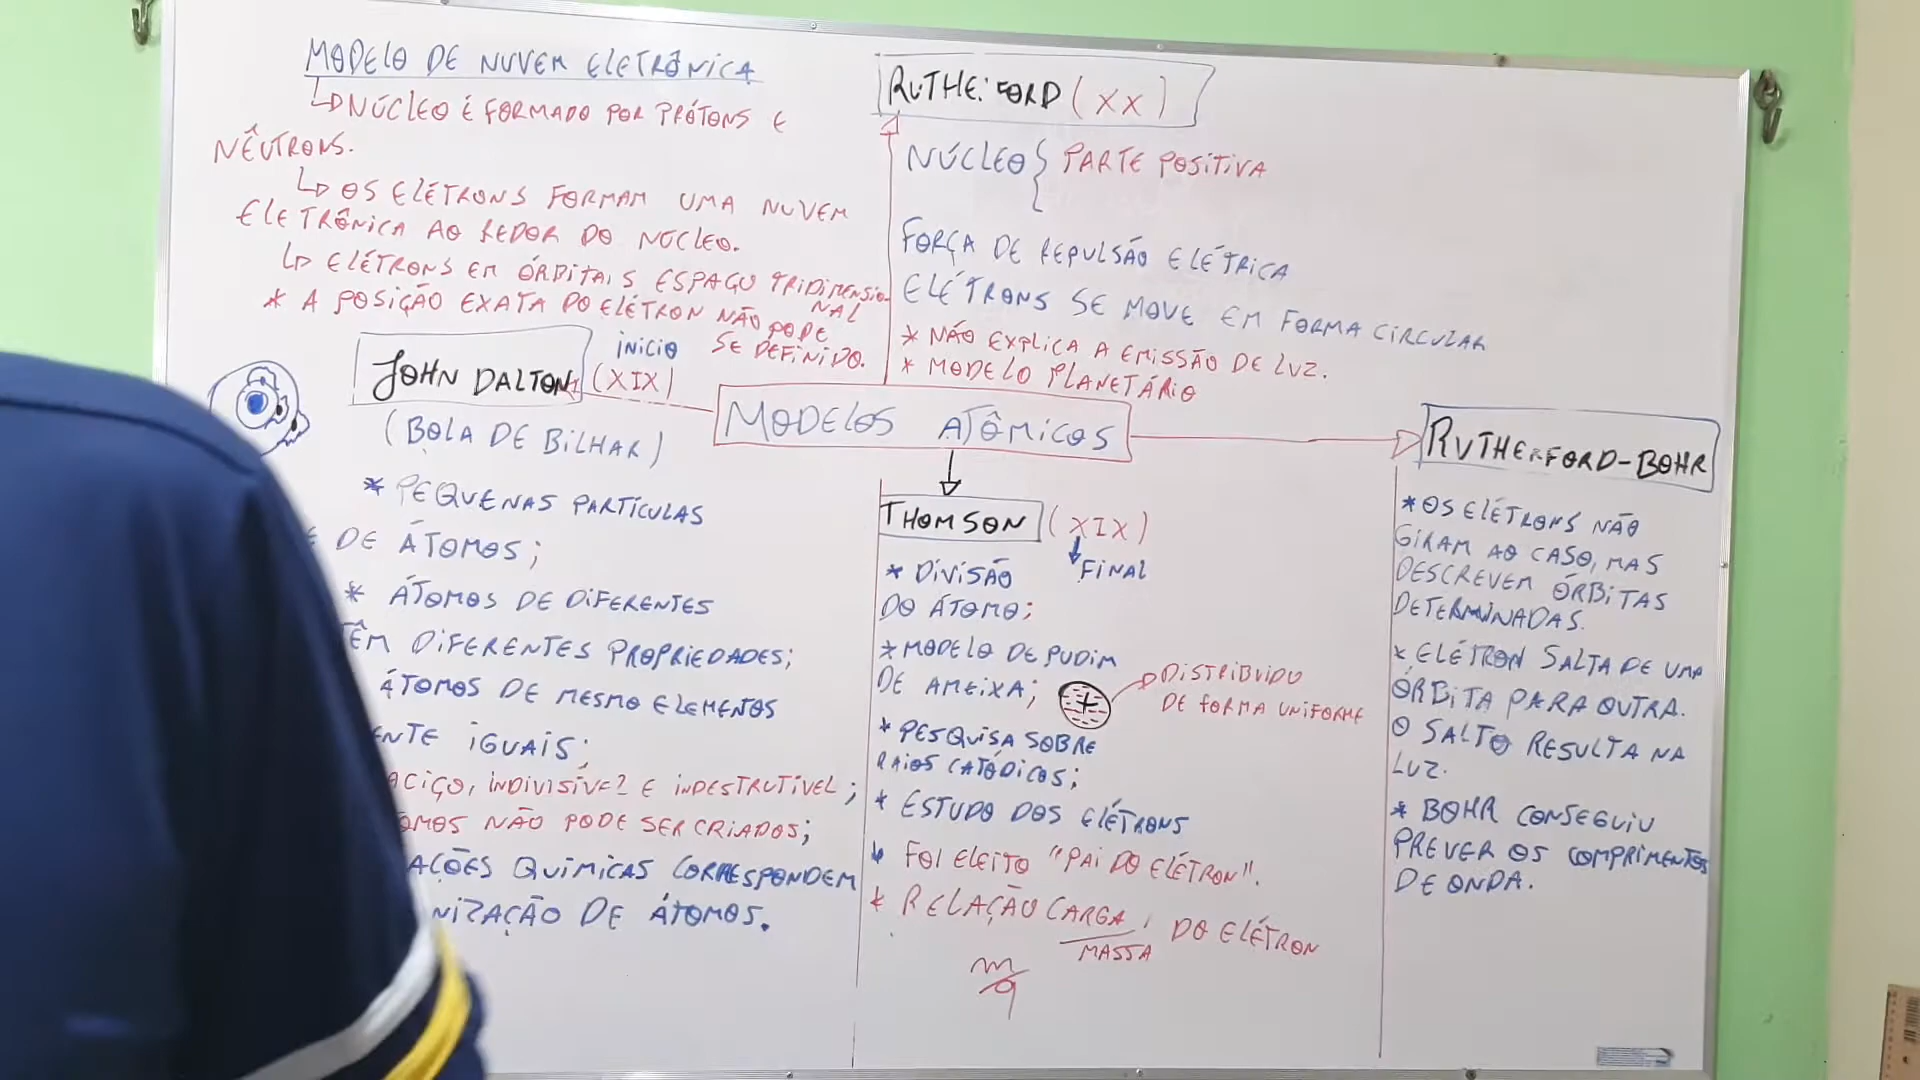 MODELO DE NUVEM ELETRÔNICA
NÚCLEO É FORMADO POR PRÓTONS E
NÊUTRONS.
OS ELÉTRONS FORMAM UMA NUVEM
ELETRÔNICA AO REDOR DO NÚCLEO.
ELÉTRONS EM ÓRBITAIS ESPAÇO TRIDIMENSIO
NAL
* A POSIÇÃO EXATA DO ELÉTRON NÃO PODE
SE DEFINIDO.
RUTHERFORD (XX)
NÚCLEO { PARTE POSITIVA
FORÇA DE REPULSÃO ELÉTRICA
ELÉTRONS SE MOVE EM FORMA CIRCULAR
* NÃO EXPLICA A EMISSÃO DE LUZ.
* MODELO PLANETÁRIO
MODELOS ATÔMICOS
INICIO
JOHN DALTON (XIX)
(BOLA DE BILHAR)
* PEQUENAS PARTÍCULAS
DE ÁTOMOS;
* ÁTOMOS DE DIFERENTES
TÊM DIFERENTES PROPRIEDADES;
ÁTOMOS DE MESMO ELEMENTOS
IGUAIS;
INDIVISÍVEL E INDESTRUTÍVEL;
NÃO PODE SER CRIADOS;
QUÍMICAS CORRESPONDEM
DE ÁTOMOS.
THOMSON (XIX)
FINAL
* DIVISÃO
DO ÁTOMO;
* MODELO DE PUDIM
DE AMEIXA; +
DISTRIBUIDO
DE FORMA UNIFORME
* PESQUISA SOBRE
RAIOS CATÓDICOS;
* ESTUDO DOS ELÉTRONS
* FOI ELEITO "PAI DO ELÉTRON".
* RELAÇÃO CARGA DO ELÉTRON
MASSA
m
q
RUTHERFORD-BOHR
* OS ELÉTRONS NÃO
GIRAM AO CASO, MAS
DESCREVEM ÓRBITAS
DETERMINADAS.
* ELÉTRON SALTA DE UMA
ÓRBITA PARA OUTRA.
O SALTO RESULTA NA
LUZ.
* BOHR CONSEGUIU
PREVER OS COMPRIMENTOS
DE ONDA.